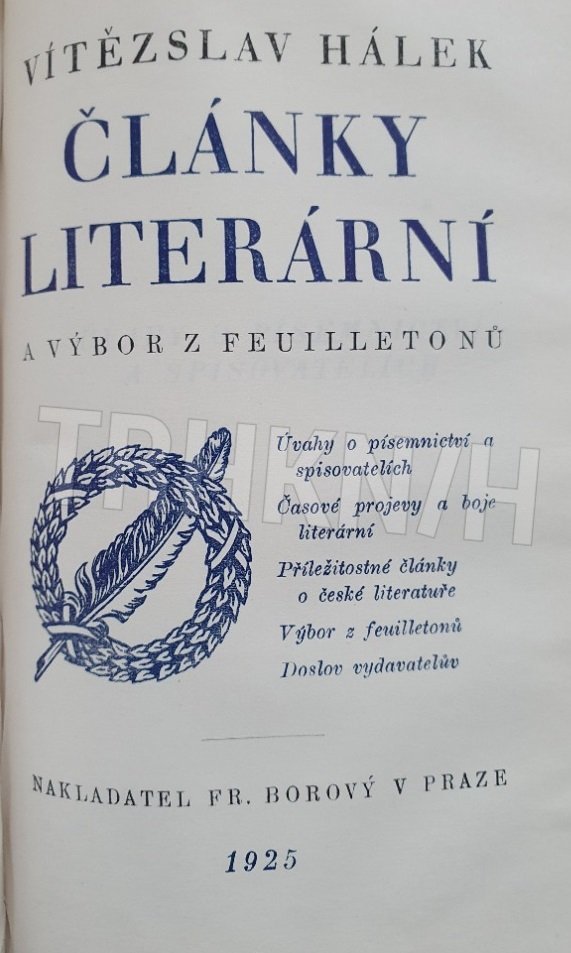 VÍTĚZSLAV HÁLEK
ČLÁNKY
LITERÁRNÍ
A VÝBOR Z FEUILLETONŮ
TRHKNIH
Úvahy o písemnictví a
spisovatelích
Časové projevy a boje
literární
Příležitostné články
o české literatuře
Výbor z feuilletonů
Doslov vydavatelův
NAKLADATEL FR. BOROVÝ V PRAZE
1925